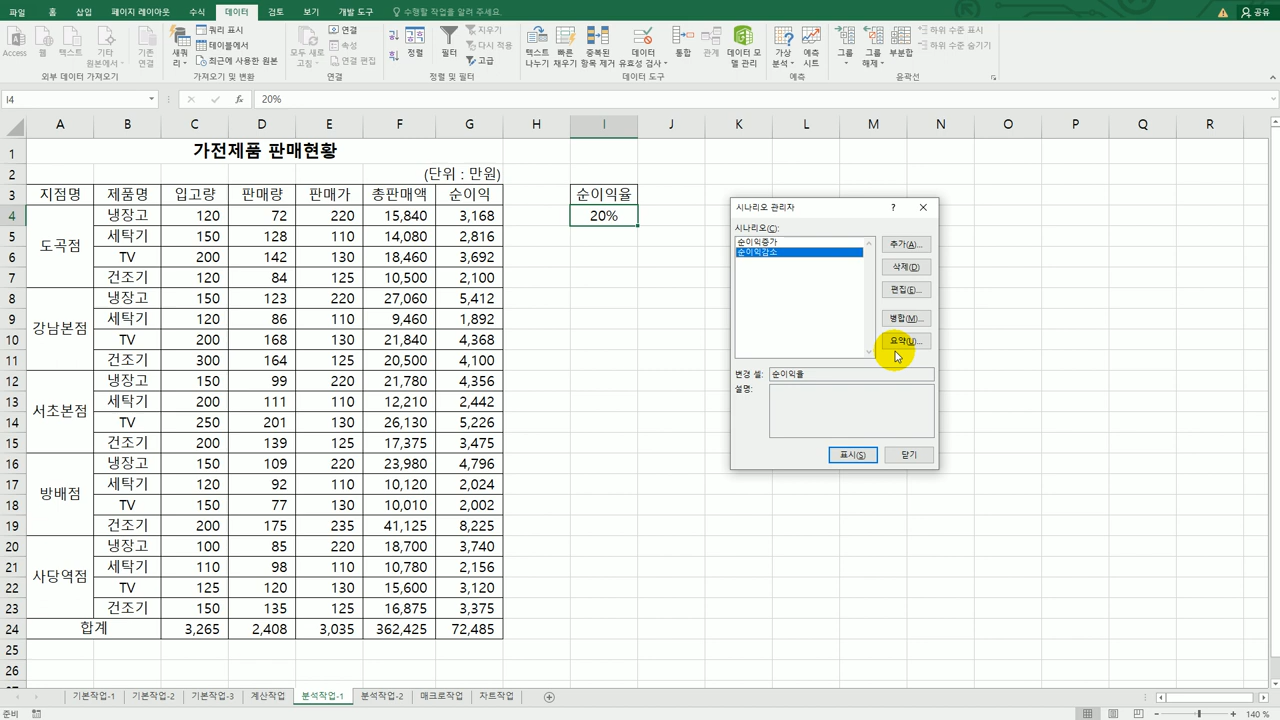 파일 홈 삽입 페이지 레이아웃 수식 데이터 검토 보기 개발 도구 수행할 작업을 알려 주세요. 공유
Access 웹 텍스트 기타 원본에서 기존 연결 새 쿼리 쿼리 표시 테이블에서 최근에 사용한 원본 모두 새로 고침 연결 속성 연결 편집 정렬 필터 지우기 다시 적용 고급 텍스트 나누기 빠른 채우기 중복된 항목 제거 데이터 유효성 검사 통합 관계 데이터 모델 관리 가상 분석 예측 시트 그룹 그룹 해제 부분합 하위 수준 표시 하위 수준 숨기기
외부 데이터 가져오기 가져오기 및 변환 연결 정렬 및 필터 데이터 도구 예측 윤곽선
I4 fx 20%
A B C D E F G H I J K L M N O P Q R
1 가전제품 판매현황
2 (단위 : 만원)
3 지점명 제품명 입고량 판매량 판매가 총판매액 순이익 순이익율
4 도곡점 냉장고 120 72 220 15,840 3,168 20%
5 세탁기 150 128 110 14,080 2,816
6 TV 200 142 130 18,460 3,692
7 건조기 120 84 125 10,500 2,100
8 강남본점 냉장고 150 123 220 27,060 5,412
9 세탁기 120 86 110 9,460 1,892
10 TV 200 168 130 21,840 4,368
11 건조기 300 164 125 20,500 4,100
12 서초본점 냉장고 150 99 220 21,780 4,356
13 세탁기 200 111 110 12,210 2,442
14 TV 250 201 130 26,130 5,226
15 건조기 200 139 125 17,375 3,475
16 방배점 냉장고 150 109 220 23,980 4,796
17 세탁기 120 92 110 10,120 2,024
18 TV 150 77 130 10,010 2,002
19 건조기 200 175 235 41,125 8,225
20 사당역점 냉장고 100 85 220 18,700 3,740
21 세탁기 110 98 110 10,780 2,156
22 TV 125 120 130 15,600 3,120
23 건조기 150 135 125 16,875 3,375
24 합계 3,265 2,408 3,035 362,425 72,485
25
26
시나리오 관리자 ?
시나리오(C):
순이익증가
순이익감소
추가(A)...
삭제(D)
편집(E)...
병합(M)...
요약(U)...
변경 셀: 순이익율
설명:
표시(S) 닫기
기본작업-1 기본작업-2 기본작업-3 계산작업 분석작업-1 분석작업-2 매크로작업 차트작업
준비 140 %